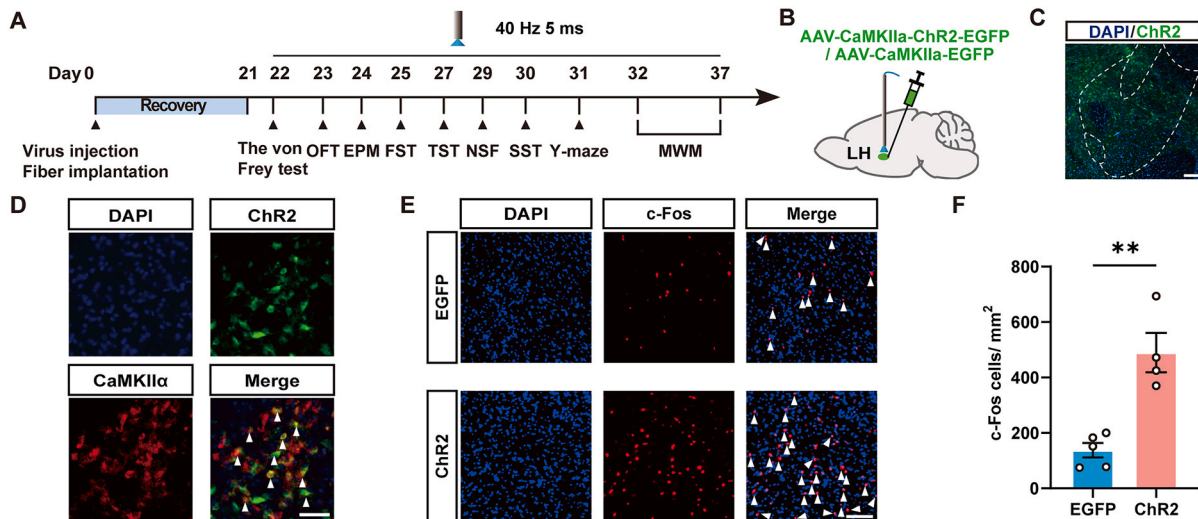 A
40 Hz 5 ms
Day 0 21 22 23 24 25 27 29 30 31 32 37
Recovery
Virus injection
Fiber implantation
The von
Frey test
OFT EPM FST TST NSF SST Y-maze MWM
B
AAV-CaMKIIa-ChR2-EGFP
/ AAV-CaMKIIa-EGFP
LH
C
DAPI/ChR2
D
DAPI ChR2
CaMKIIα Merge
E
DAPI c-Fos Merge
EGFP
ChR2
F
**
c-Fos cells/ mm²
800
600
400
200
0
EGFP ChR2